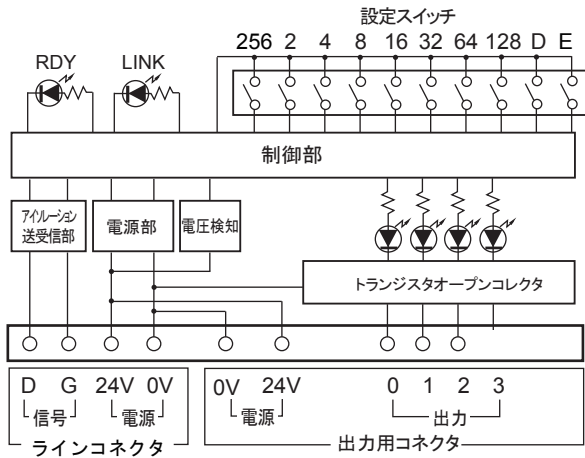 設定スイッチ
256 2 4 8 16 32 64 128 D E
RDY LINK
制御部
アイソレーション
送受信部
電源部
電圧検知
トランジスタオープンコレクタ
D G 24V 0V
信号 電源
ラインコネクタ
0V 24V 0 1 2 3
電源 出力
出力用コネクタ